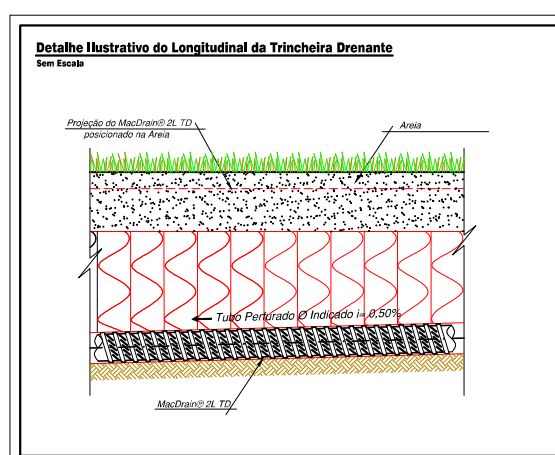 Detalhe Ilustrativo do Longitudinal da Trincheira Drenante
Sem Escala
Projeção do MacDrain® 2L TD
posicionado na Areia
Areia
Tubo Perfurado Ø Indicado i= 0,50%
MacDrain® 2L TD